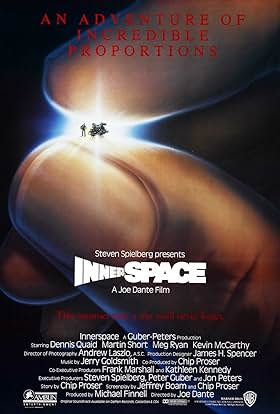 AN ADVENTURE OF
INCREDIBLE
PROPORTIONS
Steven Spielberg presents
INNERSPACE
A Joe Dante Film
Innerspace A Guber-Peters Production
Starring Dennis Quaid Martin Short Meg Ryan Kevin McCarthy
Director of Photography Andrew Laszlo, A.S.C. Production Designer James H. Spencer
Music by Jerry Goldsmith Co-Produced by Chip Proser
Co-Executive Producers Frank Marshall and Kathleen Kennedy
Executive Producers Steven Spielberg, Peter Guber and Jon Peters
Story by Chip Proser Screenplay by Jeffrey Boam and Chip Proser
Produced by Michael Finnell Directed by Joe Dante
AMBLIN
ENTERTAINMENT
WARNER BROS.